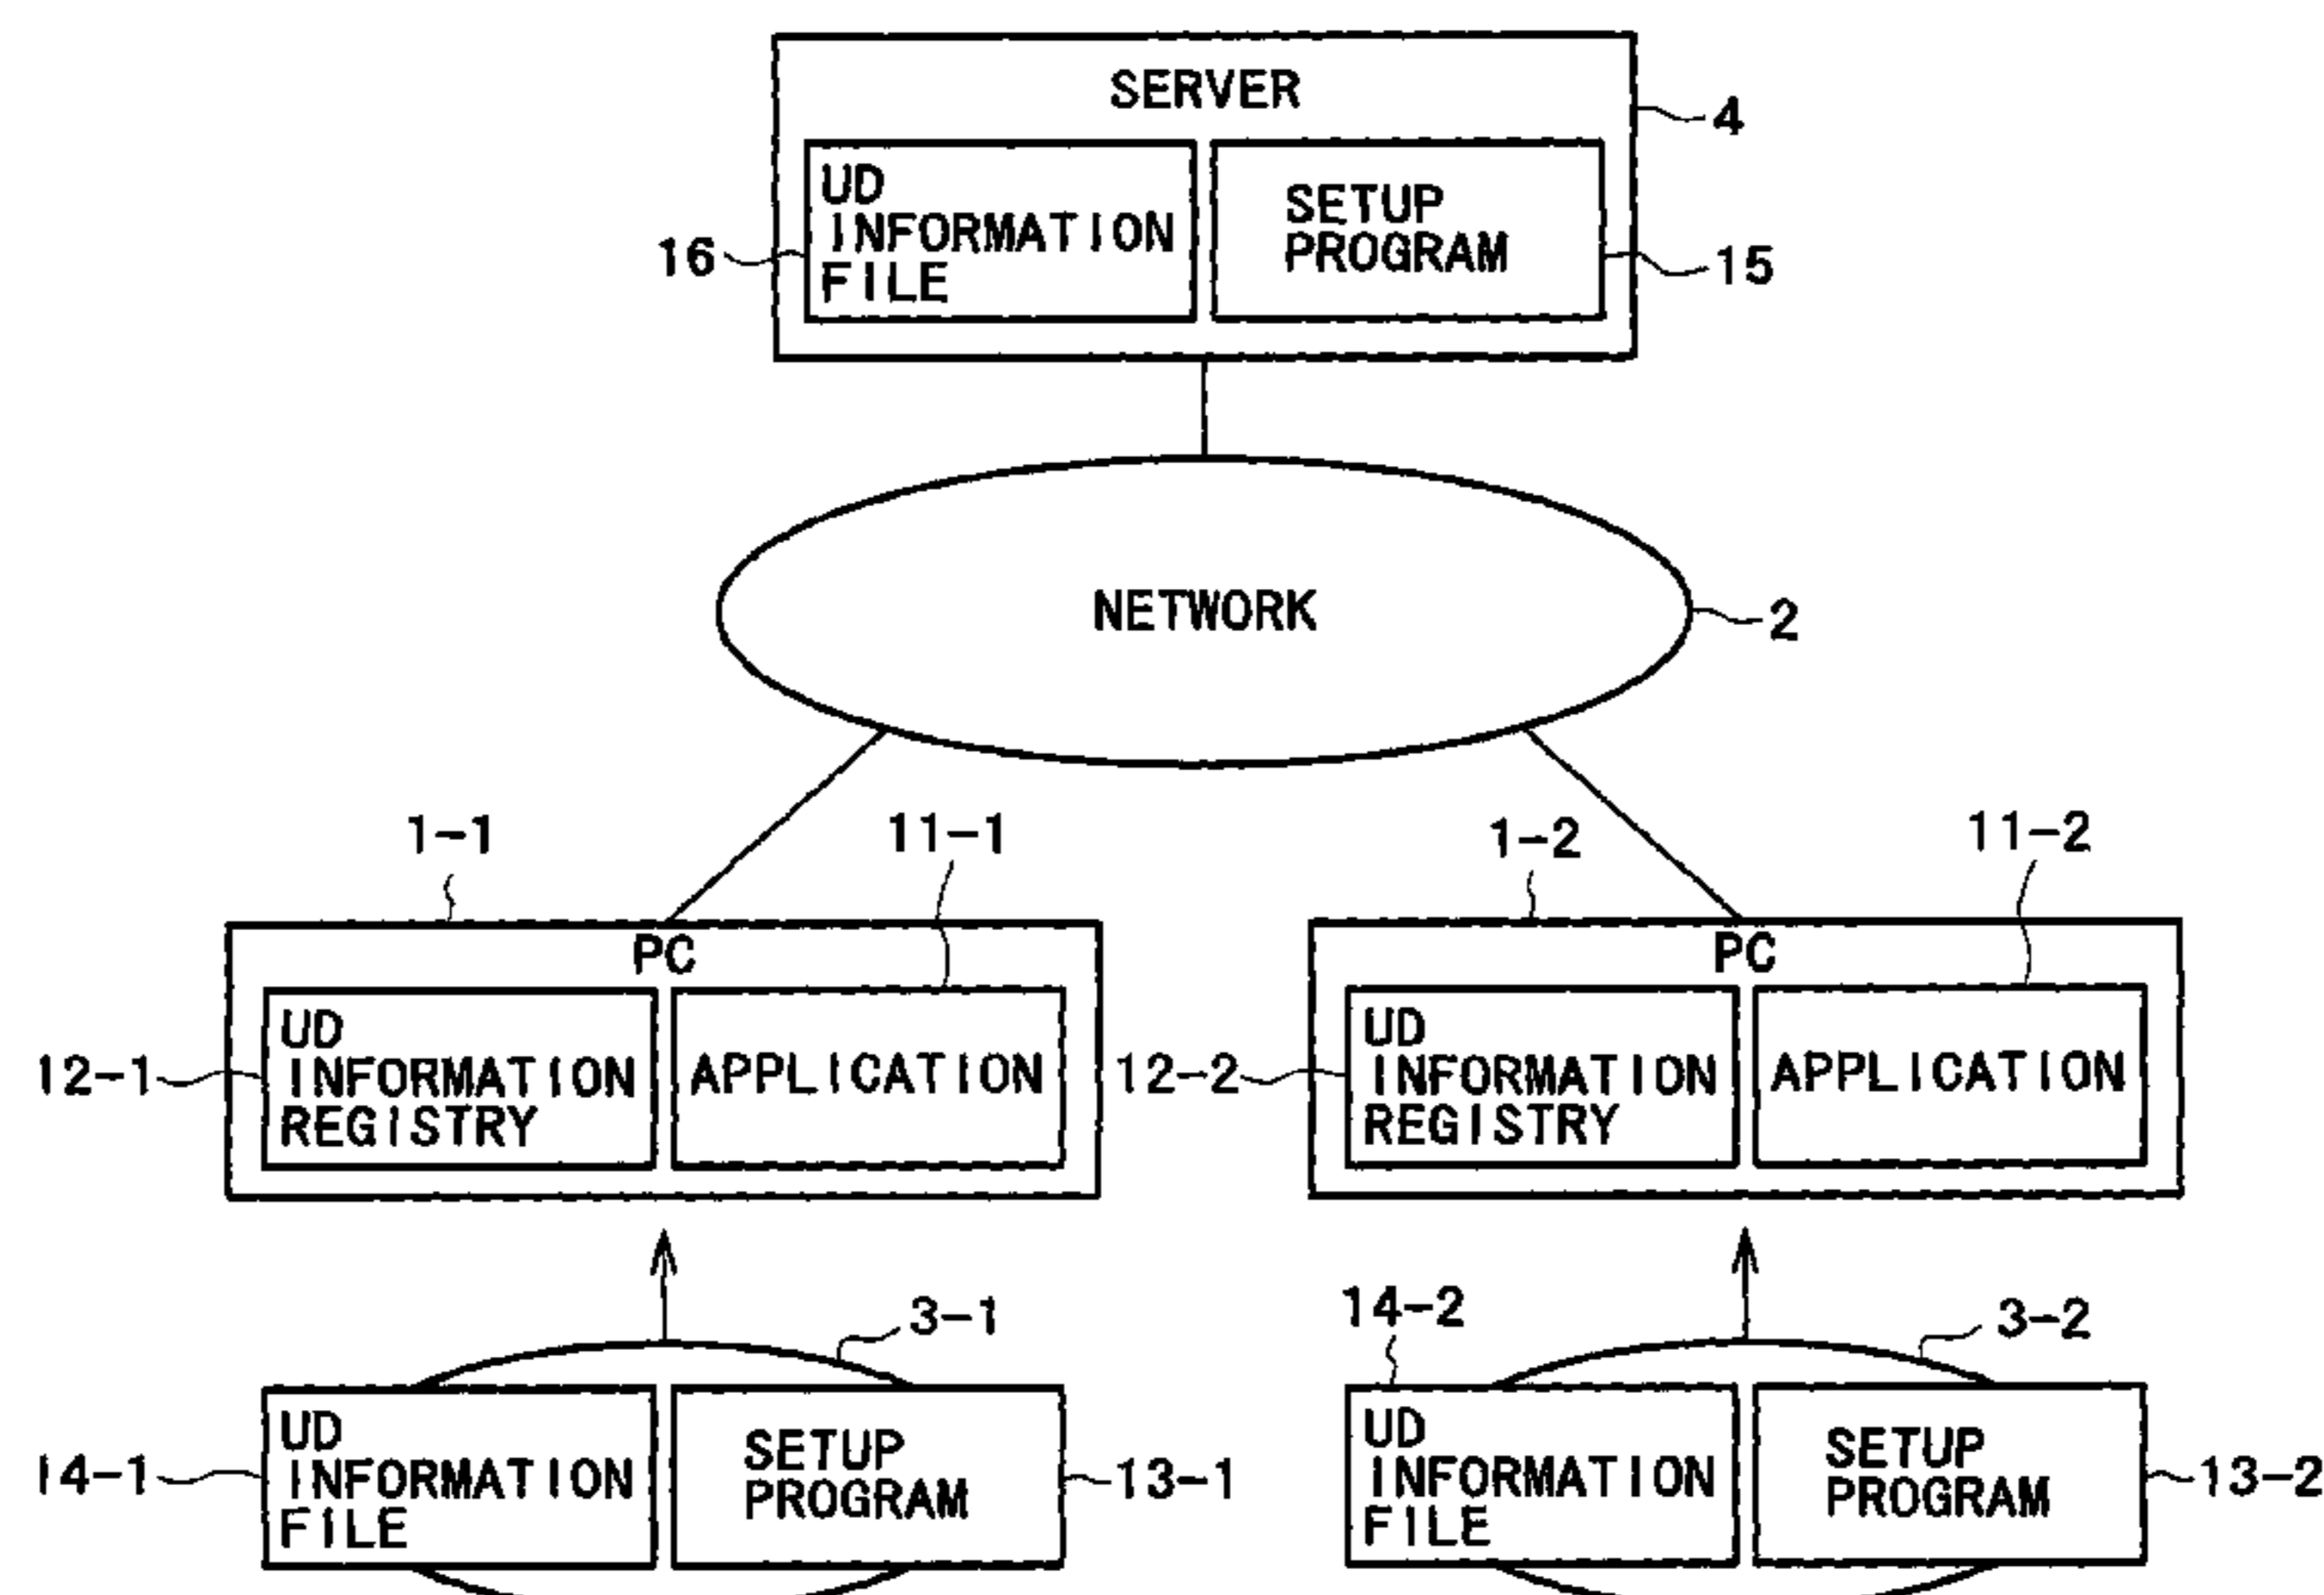 SERVER
4
UD
INFORMATION
FILE
SETUP
PROGRAM
16
15
NETWORK
2
1-1
11-1
1-2
11-2
PC
UD
INFORMATION
REGISTRY
APPLICATION
12-1
PC
UD
INFORMATION
REGISTRY
APPLICATION
12-2
3-1
14-2
3-2
UD
INFORMATION
FILE
SETUP
PROGRAM
14-1
13-1
UD
INFORMATION
FILE
SETUP
PROGRAM
13-2